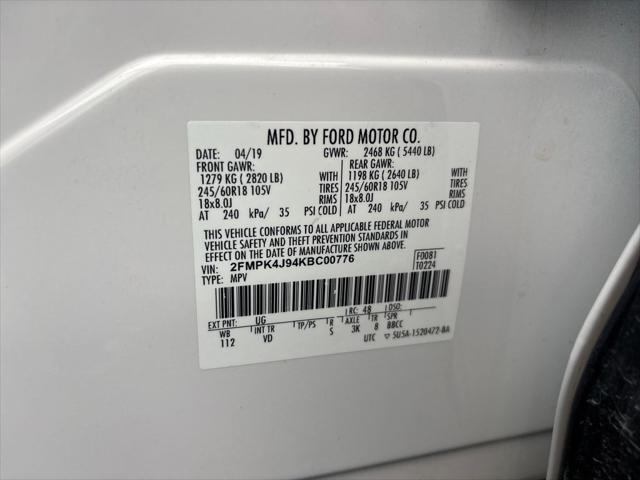 MFD. BY FORD MOTOR CO.
DATE: 04/19 GVWR: 2468 KG ( 5440 LB)
FRONT GAWR: REAR GAWR:
1279 KG ( 2820 LB) WITH 1198 KG ( 2640 LB) WITH
245/60R18 105V TIRES 245/60R18 105V TIRES
18x8.0J RIMS 18x8.0J RIMS
AT 240 kPa/ 35 PSI COLD AT 240 kPa/ 35 PSI COLD
THIS VEHICLE CONFORMS TO ALL APPLICABLE FEDERAL MOTOR
VEHICLE SAFETY AND THEFT PREVENTION STANDARDS IN
EFFECT ON THE DATE OF MANUFACTURE SHOWN ABOVE.
VIN: 2FMPK4J94KBC00776 F0081
TYPE: MPV T0224
EXT PNT: UG RC: 48 DSO:
WB INT TR TP/PS R AXLE TR SPR
112 VD S 3K 8 BBCC
UTC ▽ 5U5A-1520472-BA